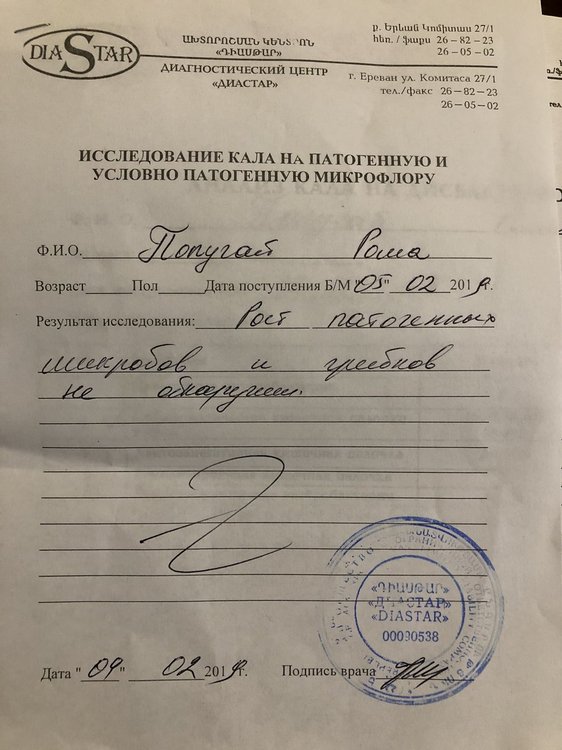 DIASTAR
ԱԽՏՈՐՈՇՄԱՆ ԿԵՆՏՐՈՆ
«ԴԻԱՍԹԱՐ»
ДИАГНОСТИЧЕСКИЙ ЦЕНТР
«ДИАСТАР»
ք. Երևան Կոմիտաս 27/1
հեռ. / ֆաքս 26-82-23
26-05-02
г. Ереван ул. Комитаса 27/1
тел./факс 26-82-23
26-05-02
ИССЛЕДОВАНИЕ КАЛА НА ПАТОГЕННУЮ И
УСЛОВНО ПАТОГЕННУЮ МИКРОФЛОРУ
Ф.И.О. Попугай Рома
Возраст Пол Дата поступления Б/М "05" 02 2019г.
Результат исследования: Рост патогенных
микробов и грибков
не обнаружен.
«ԴԻԱՍԹԱՐ»
«ДИАСТАР»
«DIASTAR»
00090538
Дата "09" 02 2019г. Подпись врача